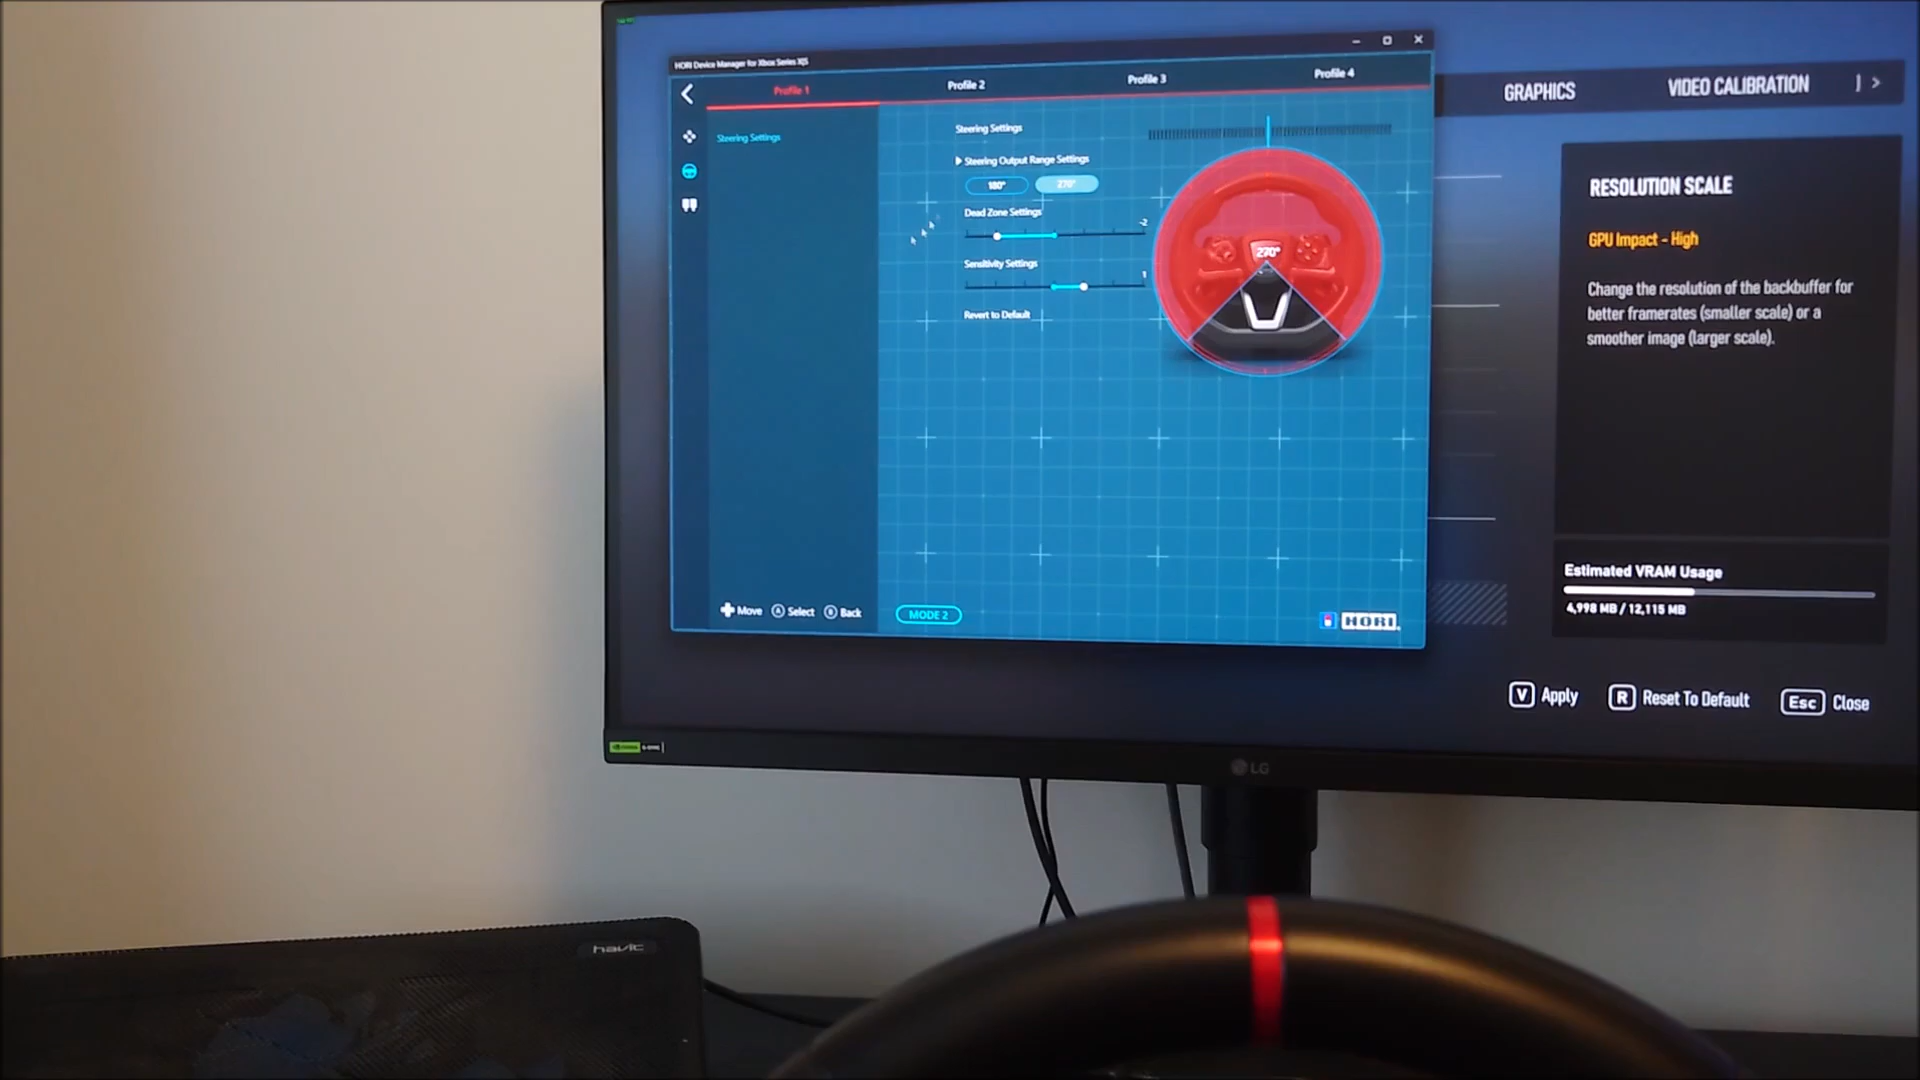 HORI Device Manager for Xbox Series X|S
Profile 1
Profile 2
Profile 3
Profile 4
Steering Settings
Steering Settings
Steering Output Range Settings
180°
270°
Dead Zone Settings
-2
Sensitivity Settings
1
Revert to Default
270°
Move
A Select
B Back
MODE 2
HORI
GRAPHICS
VIDEO CALIBRATION
RESOLUTION SCALE
GPU Impact - High
Change the resolution of the backbuffer for
better framerates (smaller scale) or a
smoother image (larger scale).
Estimated VRAM Usage
4,998 MB / 12,115 MB
V Apply
R Reset To Default
Esc Close
LG
havit